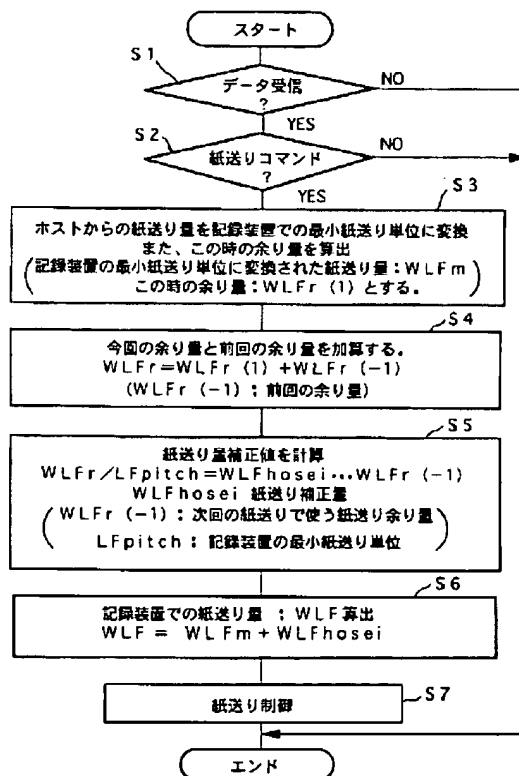 スタート
S1
データ受信
?
NO
YES
S2
紙送りコマンド
?
NO
YES
S3
ホストからの紙送り量を記録装置での最小紙送り単位に変換
また、この時の余り量を算出
(記録装置の最小紙送り単位に変換された紙送り量:WLFm
この時の余り量:WLFr(1)とする。)
S4
今回の余り量と前回の余り量を加算する。
WLFr=WLFr(1)+WLFr(-1)
(WLFr(-1):前回の余り量)
S5
紙送り量補正値を計算
WLFr/LFpitch=WLFhosei…WLFr(-1)
WLFhosei 紙送り補正量
(WLFr(-1):次回の紙送りで使う紙送り余り量
LFpitch:記録装置の最小紙送り単位)
S6
記録装置での紙送り量 :WLF算出
WLF = WLFm+WLFhosei
S7
紙送り制御
エンド